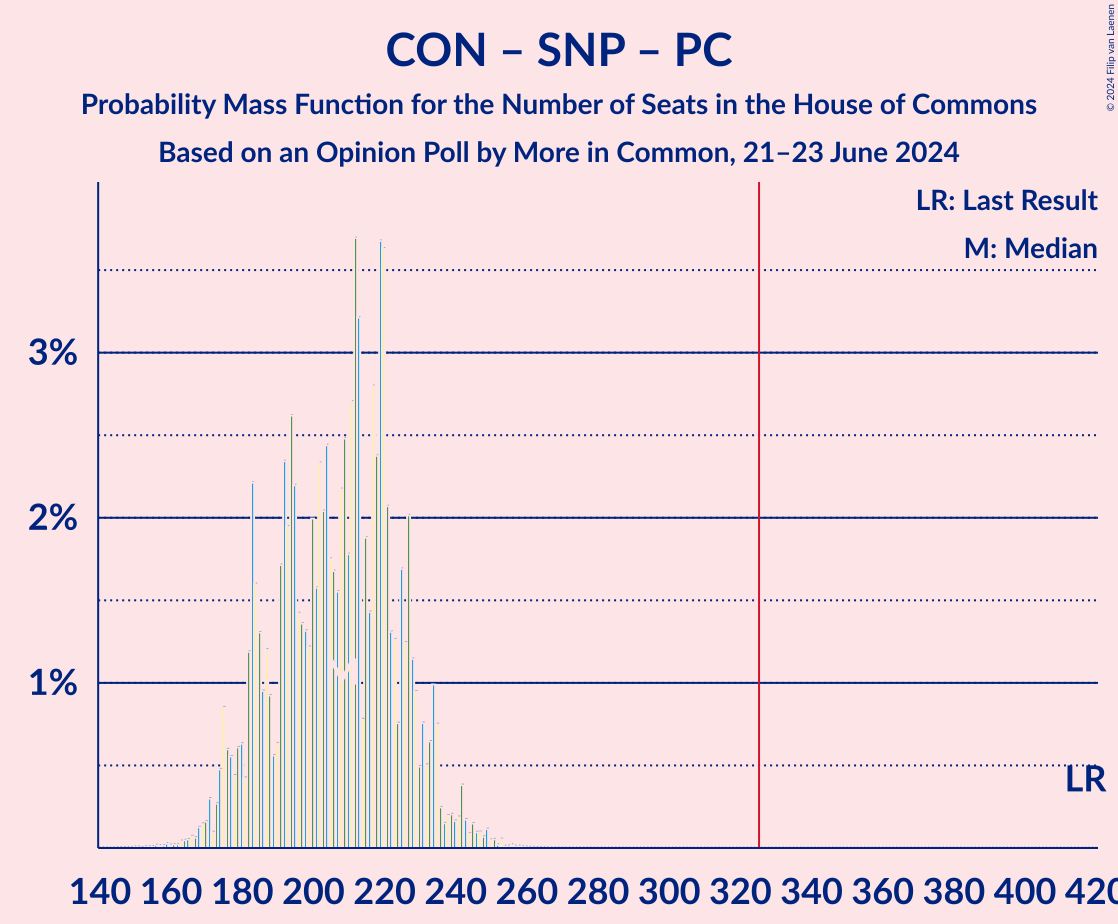 CON – SNP – PC
Probability Mass Function for the Number of Seats in the House of Commons
Based on an Opinion Poll by More in Common, 21–23 June 2024
© 2024 Filip van Laenen
LR: Last Result
M: Median
3%
2%
1%
M
LR
140 160 180 200 220 240 260 280 300 320 340 360 380 400 420